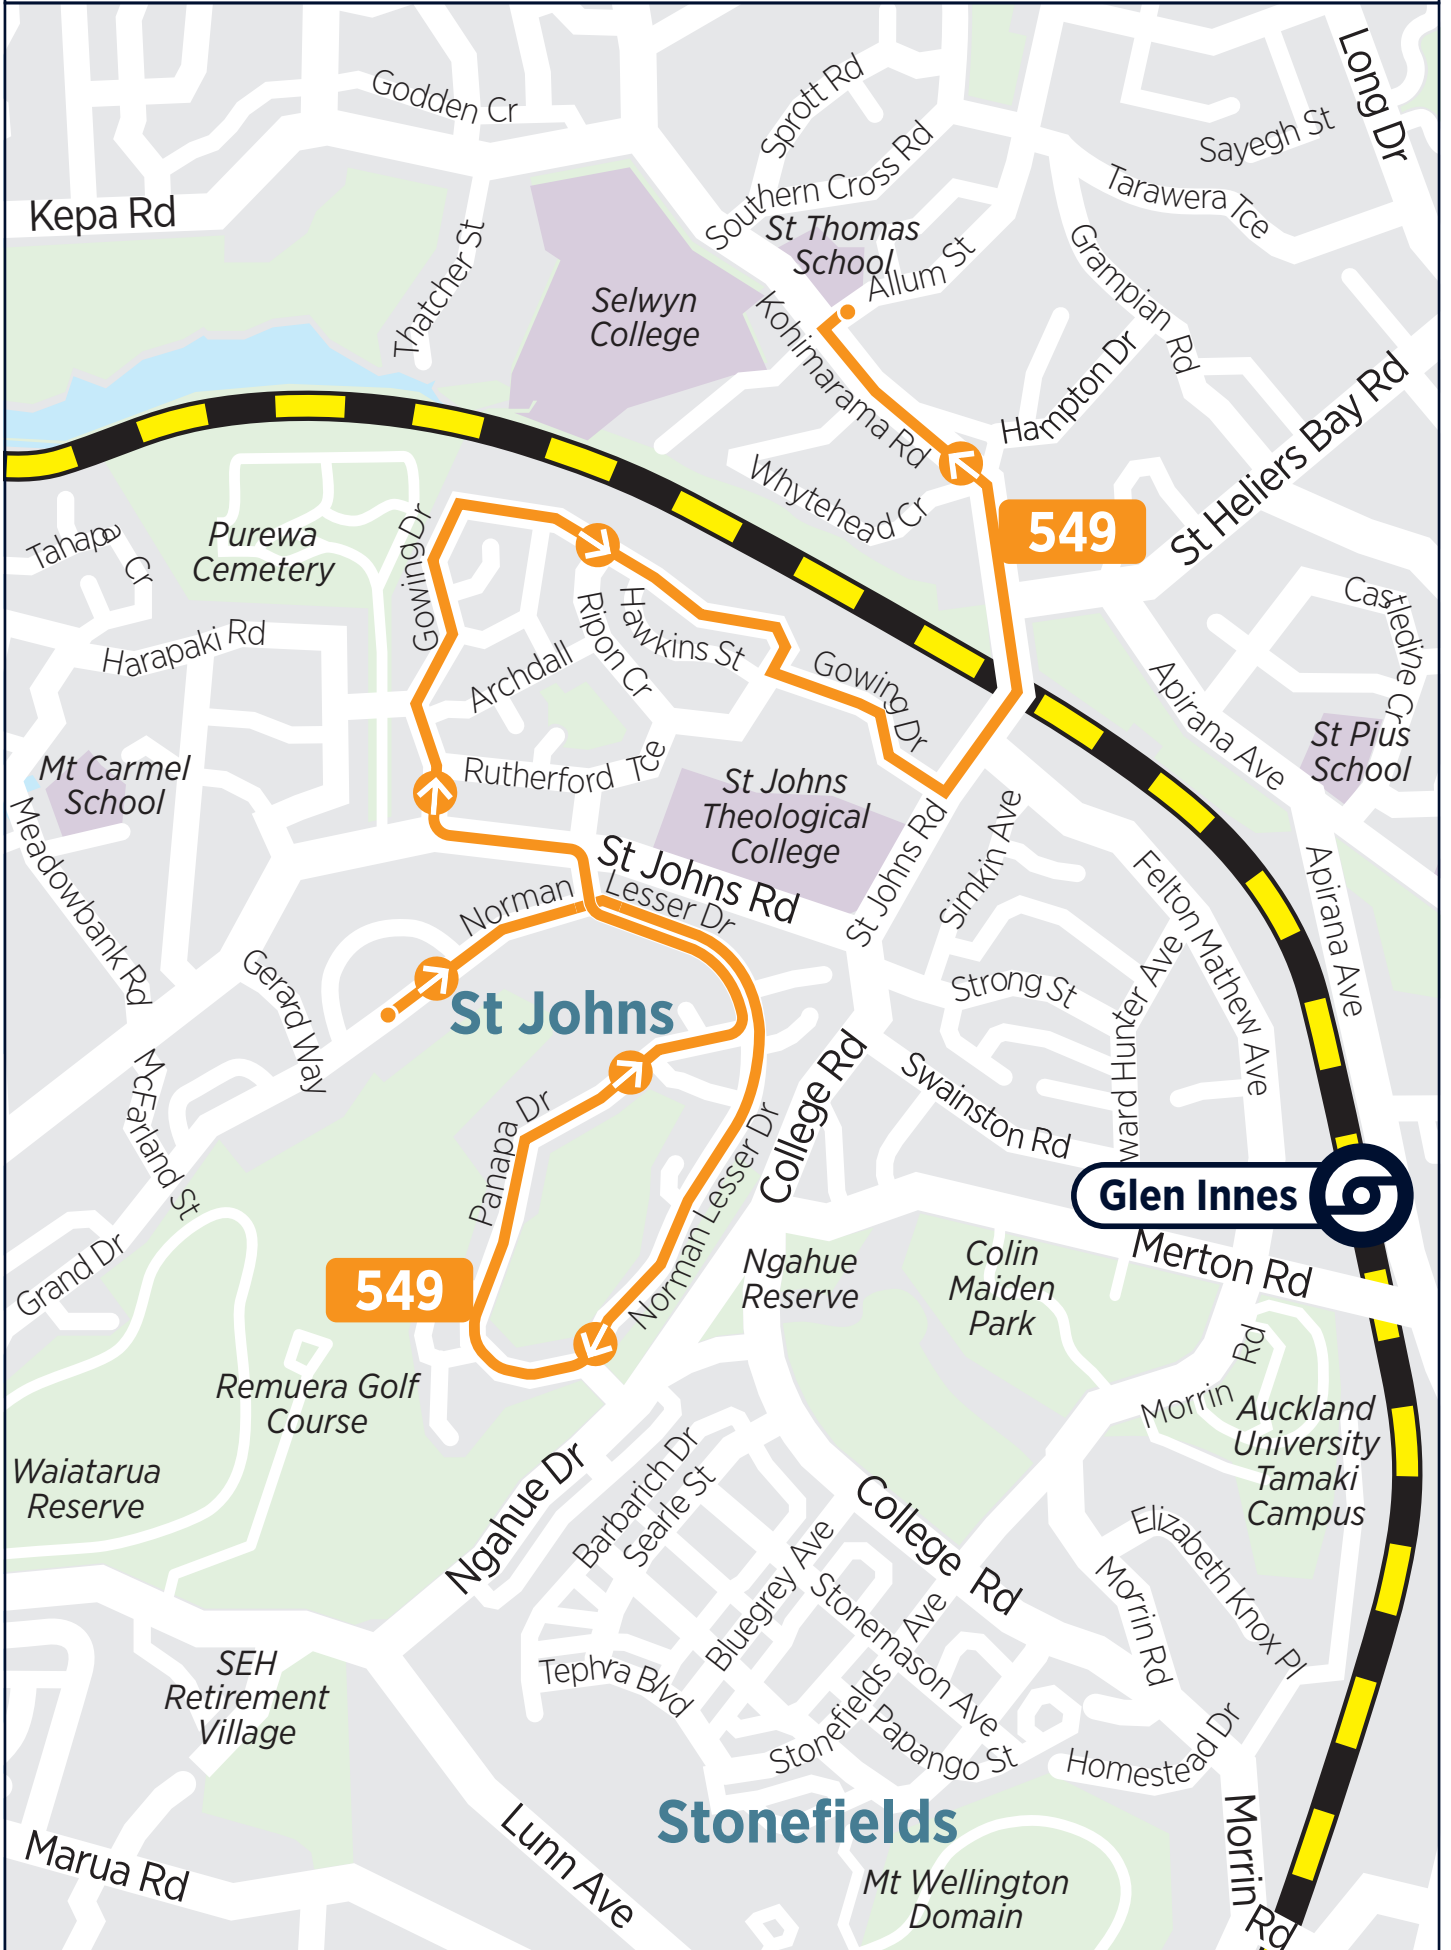 Godden Cr
Sprott Rd
Long Dr
Sayegh St
Southern Cross Rd
Tarawera Tce
Kepa Rd
Thatcher St
St Thomas
School
Allum St
Grampian Rd
Selwyn
College
Kohimarama Rd
Hampton Dr
St Heliers Bay Rd
Whytehead Cr
549
Tahapa Cr
Purewa
Cemetery
Gowing Dr
Ripon Cr
Hawkins St
Castledine Cr
Harapaki Rd
Archdall
Gowing Dr
Apirana Ave
St Pius
School
Mt Carmel
School
Rutherford Tce
St Johns
Theological
College
St Johns Rd
St Johns Rd
Simkin Ave
Meadowbank Rd
Norman Lesser Dr
Felton Mathew Ave
Apirana Ave
Gerard Way
St Johns
Strong St
ward Hunter Ave
McFarland St
College Rd
Swainston Rd
Panapa Dr
Norman Lesser Dr
Glen Innes
Grand Dr
549
Ngahue
Reserve
Colin
Maiden
Park
Merton Rd
Remuera Golf
Course
Morrin Rd
Auckland
University
Tamaki
Campus
Waiatarua
Reserve
Ngahue Dr
Barbarich Dr
Searle St
College Rd
Elizabeth Knox Pl
Bluegrey Ave
Stonemason Ave
Morrin Rd
SEH
Retirement
Village
Tephra Blvd
Stonefields Ave
Papango St
Homestead Dr
Stonefields
Marua Rd
Lunn Ave
Mt Wellington
Domain
Morrin Rd